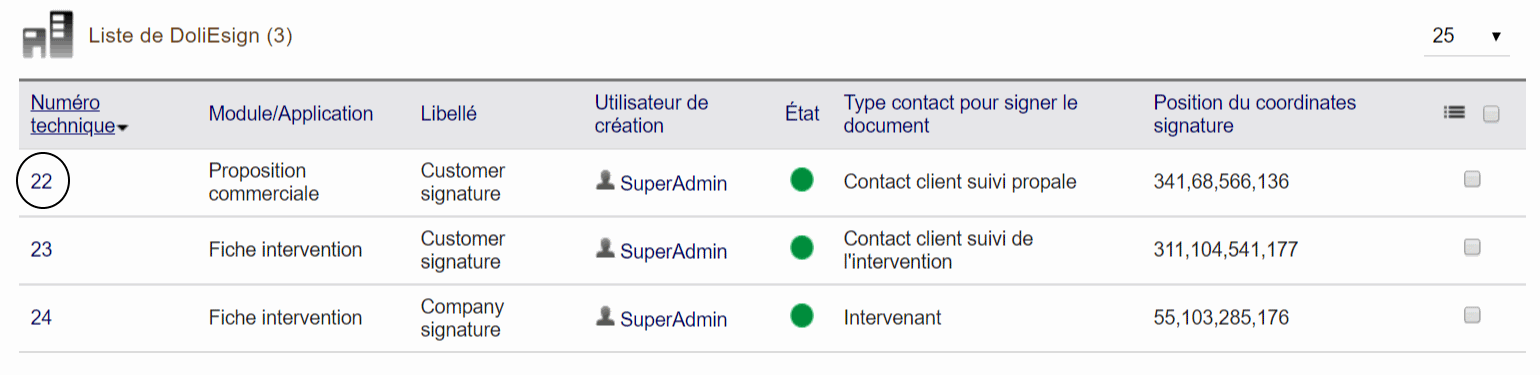 Liste de DoliEsign (3)
25
Numéro technique
Module/Application
Libellé
Utilisateur de création
État
Type contact pour signer le document
Position du coordinates signature
22
Proposition commerciale
Customer signature
SuperAdmin
Contact client suivi propale
341,68,566,136
23
Fiche intervention
Customer signature
SuperAdmin
Contact client suivi de l'intervention
311,104,541,177
24
Fiche intervention
Company signature
SuperAdmin
Intervenant
55,103,285,176